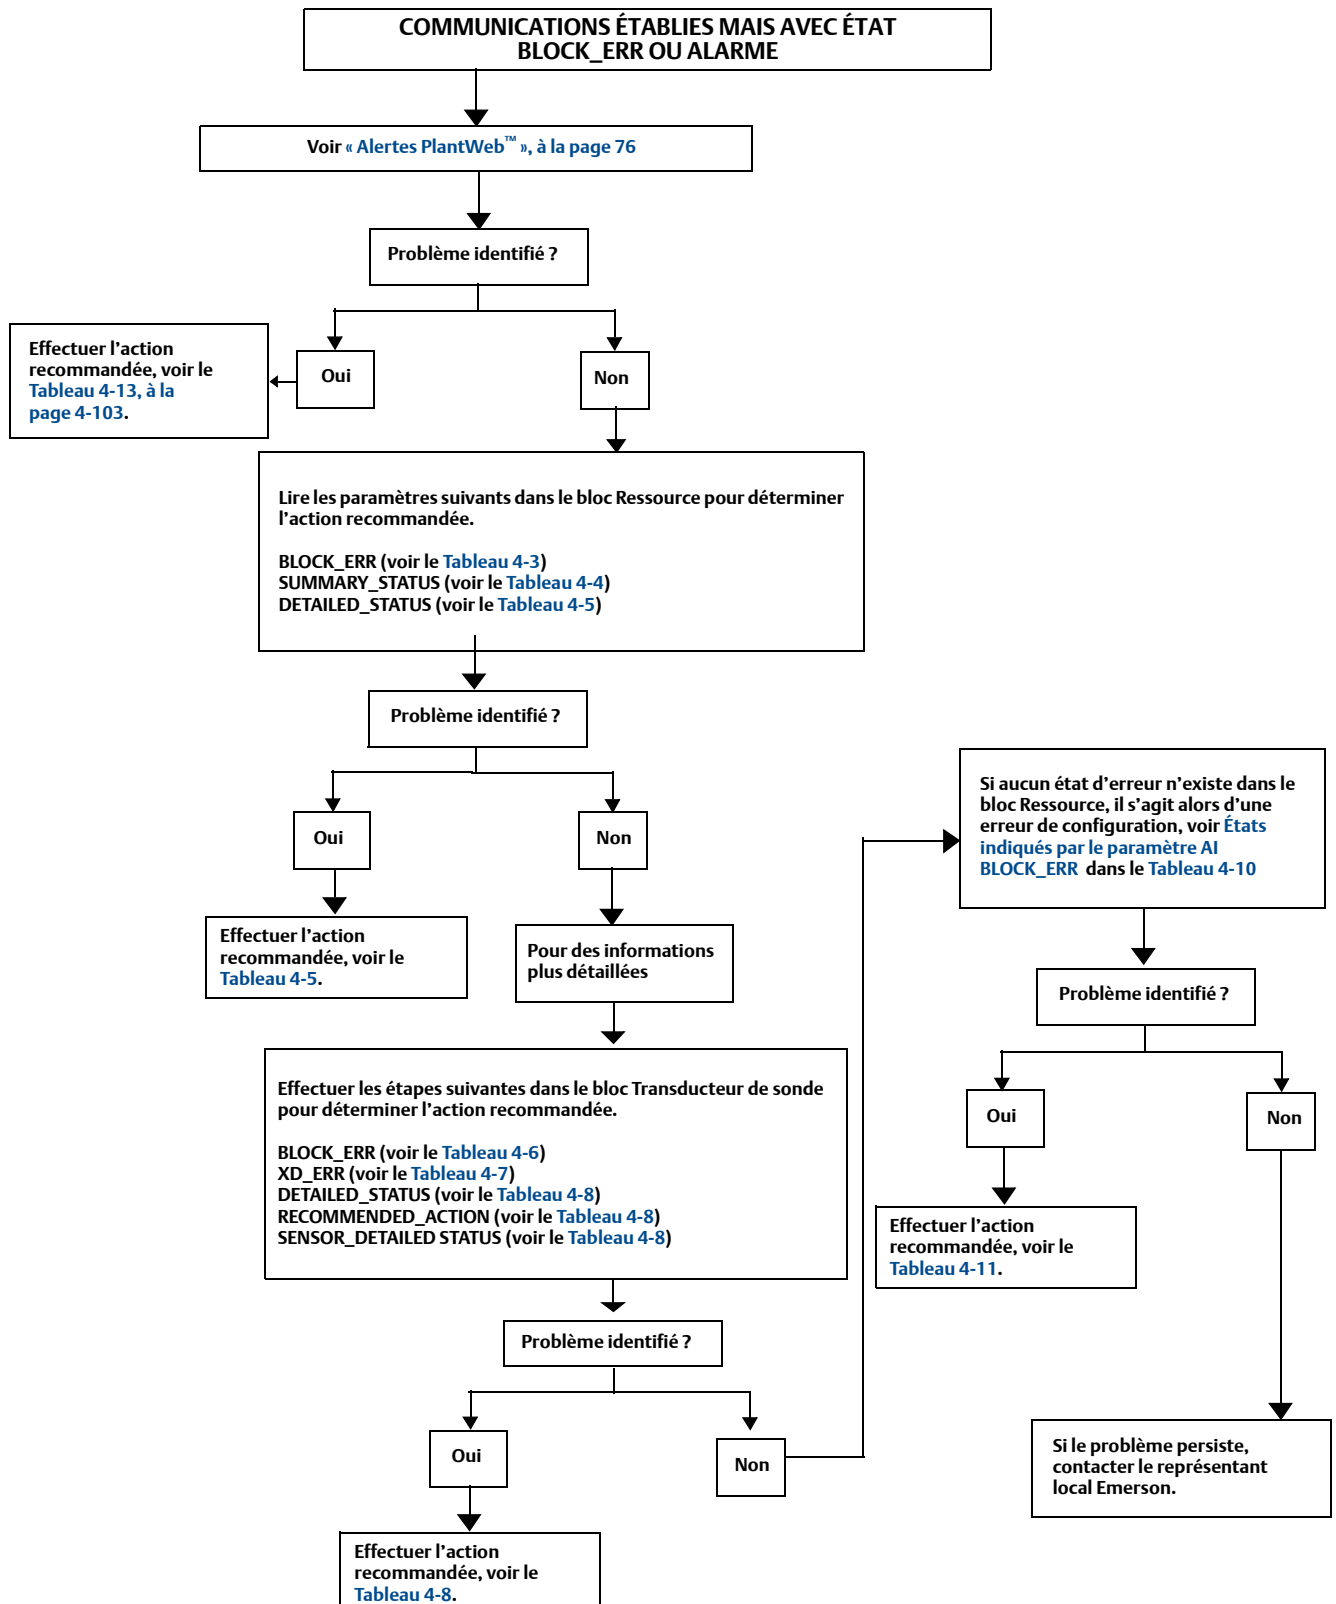 COMMUNICATIONS ÉTABLIES MAIS AVEC ÉTAT
BLOCK_ERR OU ALARME
Voir « Alertes PlantWeb™ », à la page 76
Problème identifié ?
Effectuer l’action
recommandée, voir le
Tableau 4-13, à la
page 4-103.
Oui
Non
Lire les paramètres suivants dans le bloc Ressource pour déterminer
l’action recommandée.
BLOCK_ERR (voir le Tableau 4-3)
SUMMARY_STATUS (voir le Tableau 4-4)
DETAILED_STATUS (voir le Tableau 4-5)
Problème identifié ?
Oui
Non
Effectuer l’action
recommandée, voir le
Tableau 4-5.
Pour des informations
plus détaillées
Effectuer les étapes suivantes dans le bloc Transducteur de sonde
pour déterminer l’action recommandée.
BLOCK_ERR (voir le Tableau 4-6)
XD_ERR (voir le Tableau 4-7)
DETAILED_STATUS (voir le Tableau 4-8)
RECOMMENDED_ACTION (voir le Tableau 4-8)
SENSOR_DETAILED STATUS (voir le Tableau 4-8)
Problème identifié ?
Oui
Non
Effectuer l’action
recommandée, voir le
Tableau 4-8.
Si aucun état d’erreur n’existe dans le
bloc Ressource, il s’agit alors d’une
erreur de configuration, voir États
indiqués par le paramètre AI
BLOCK_ERR dans le Tableau 4-10
Problème identifié ?
Oui
Non
Effectuer l’action
recommandée, voir le
Tableau 4-11.
Si le problème persiste,
contacter le représentant
local Emerson.